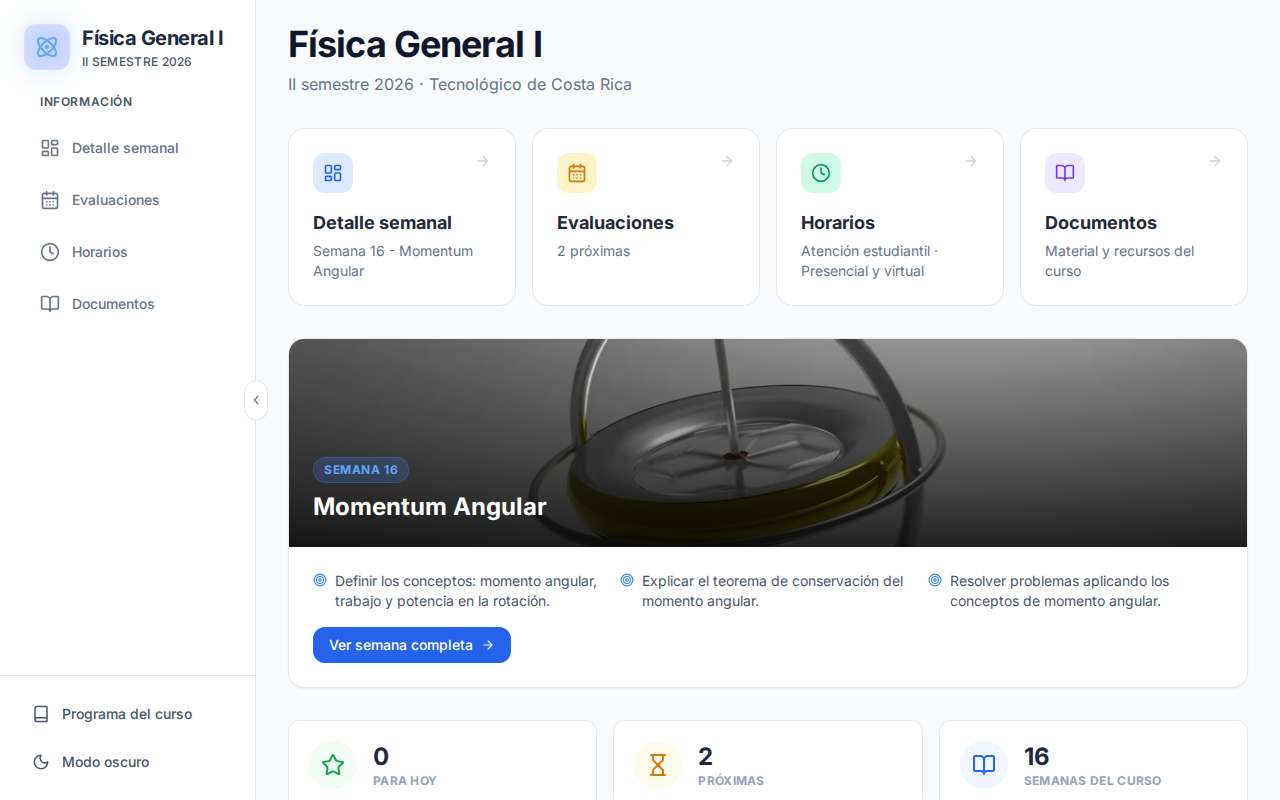 Física General I
II SEMESTRE 2026
INFORMACIÓN
Detalle semanal
Evaluaciones
Horarios
Documentos
Programa del curso
Modo oscuro
Física General I
II semestre 2026 · Tecnológico de Costa Rica
Detalle semanal
Semana 16 - Momentum
Angular
Evaluaciones
2 próximas
Horarios
Atención estudiantil ·
Presencial y virtual
Documentos
Material y recursos del
curso
SEMANA 16
Momentum Angular
Definir los conceptos: momento angular,
trabajo y potencia en la rotación.
Explicar el teorema de conservación del
momento angular.
Resolver problemas aplicando los
conceptos de momento angular.
Ver semana completa
0
PARA HOY
2
PRÓXIMAS
16
SEMANAS DEL CURSO